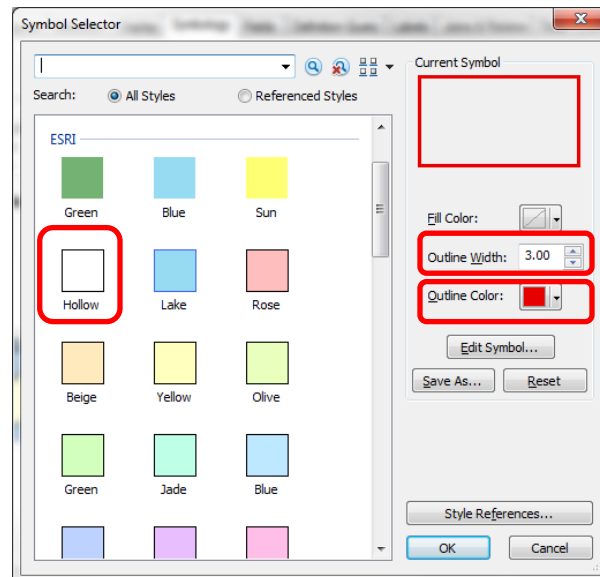 Symbol Selector
Search: All Styles Referenced Styles
ESRI
Green Blue Sun
Hollow Lake Rose
Beige Yellow Olive
Green Jade Blue
Current Symbol
Fill Color:
Outline Width: 3.00
Outline Color:
Edit Symbol...
Save As... Reset
Style References...
OK Cancel